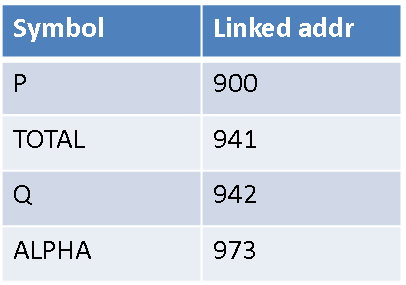 Symbol Linked addr
P 900
TOTAL 941
Q 942
ALPHA 973